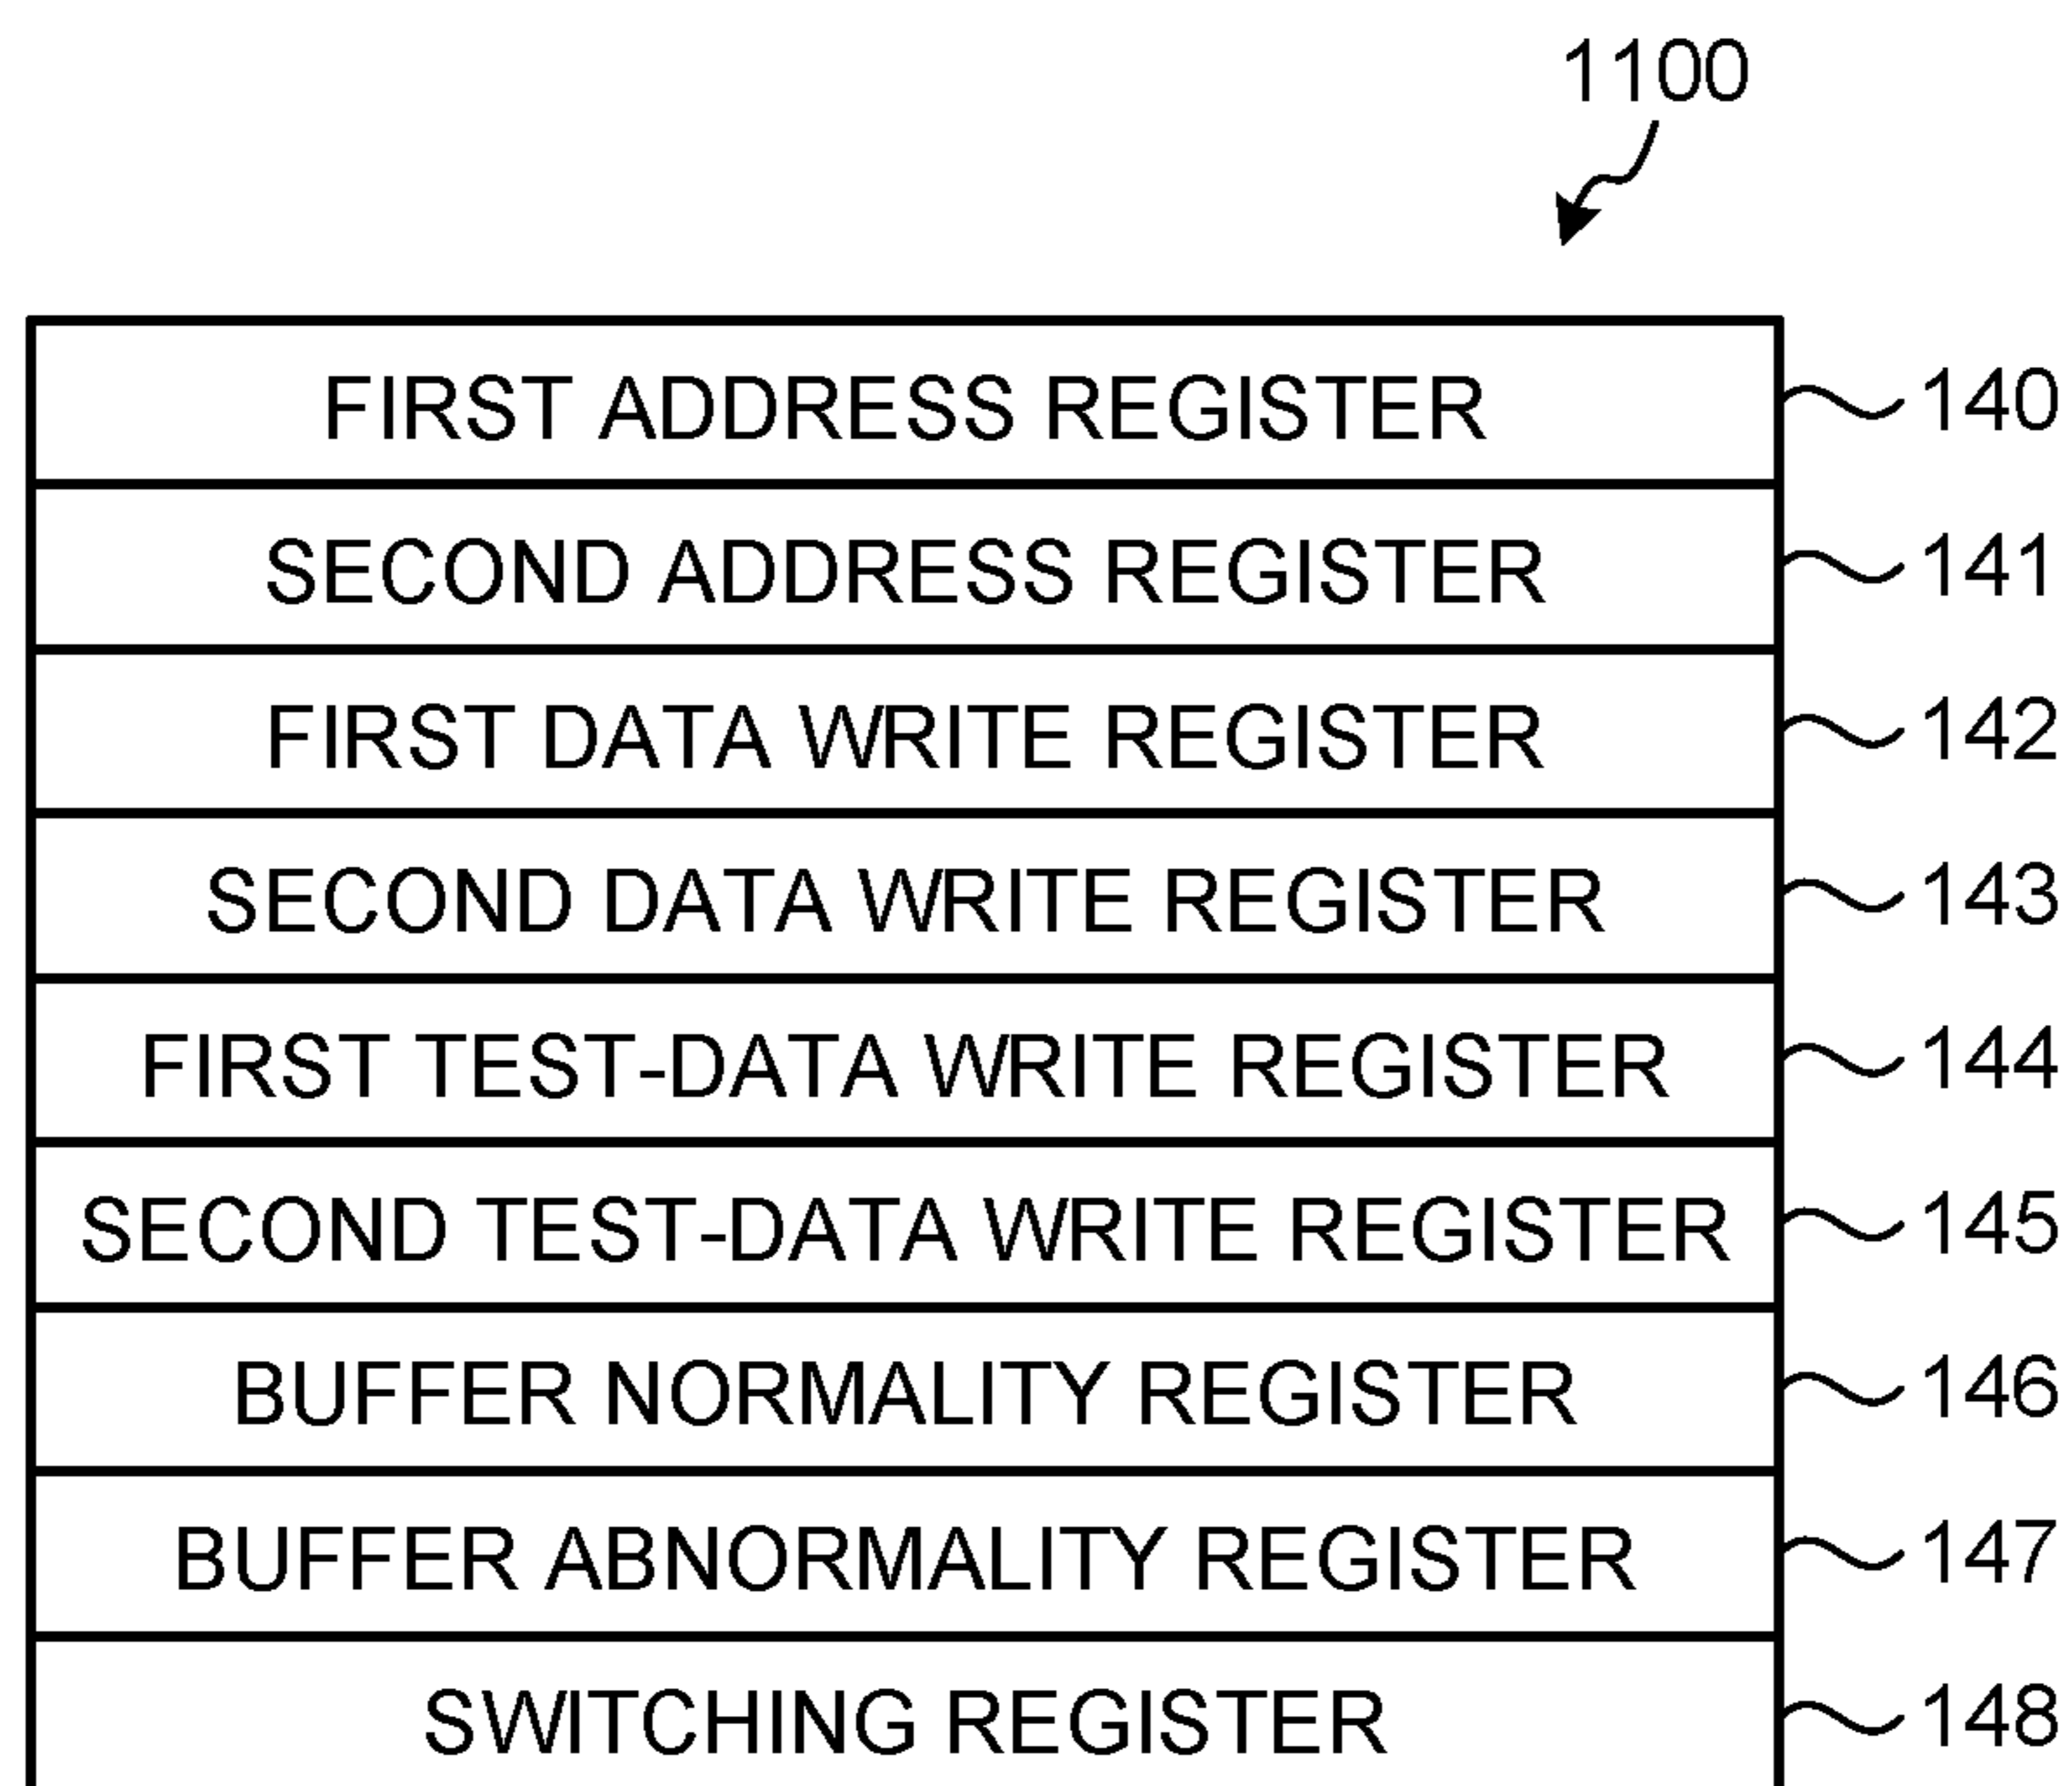 1100
FIRST ADDRESS REGISTER 140
SECOND ADDRESS REGISTER 141
FIRST DATA WRITE REGISTER 142
SECOND DATA WRITE REGISTER 143
FIRST TEST-DATA WRITE REGISTER 144
SECOND TEST-DATA WRITE REGISTER 145
BUFFER NORMALITY REGISTER 146
BUFFER ABNORMALITY REGISTER 147
SWITCHING REGISTER 148